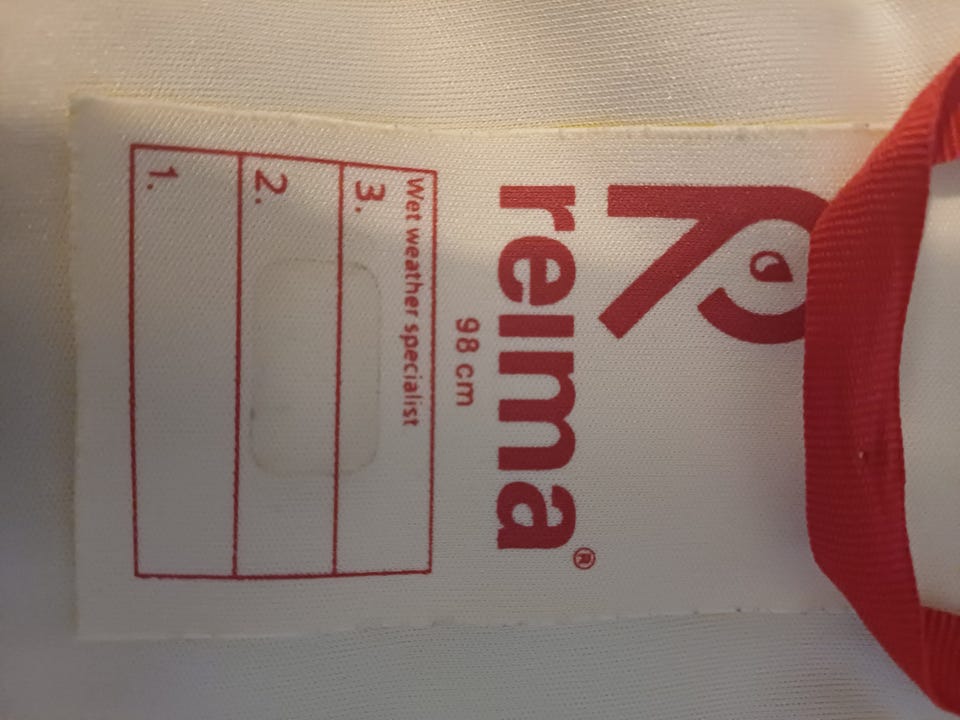 reima®
98 cm
Wet weather specialist
3.
2.
1.